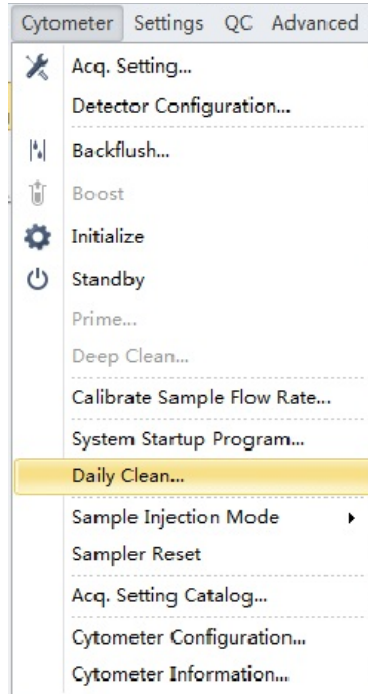 Cytometer Settings QC Advanced
Acq. Setting...
Detector Configuration...
Backflush...
Boost
Initialize
Standby
Prime...
Deep Clean...
Calibrate Sample Flow Rate...
System Startup Program...
Daily Clean...
Sample Injection Mode
Sampler Reset
Acq. Setting Catalog...
Cytometer Configuration...
Cytometer Information...